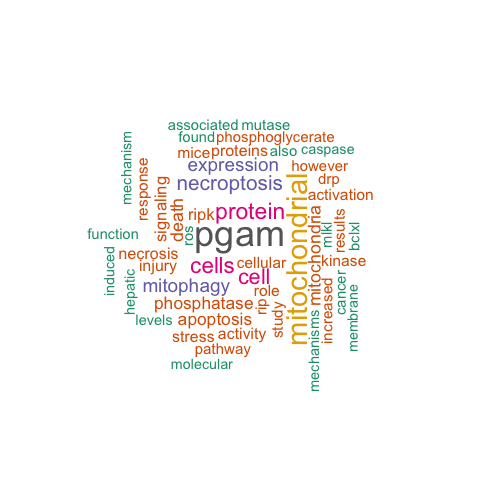 associated mutase
found phosphoglycerate
mice proteins also caspase
expression however
necroptosis drp
activation
mechanism
response
signaling
death
ripk protein
ros
pgam
mitochondrial
mitochondria
mlkl
results
bclxl
function
necrosis
injury
cells cellular kinase
cell
induced
hepatic
mitophagy role
phosphatase rip
study
levels apoptosis
stress activity
pathway
molecular
mechanisms
increased
cancer
membrane